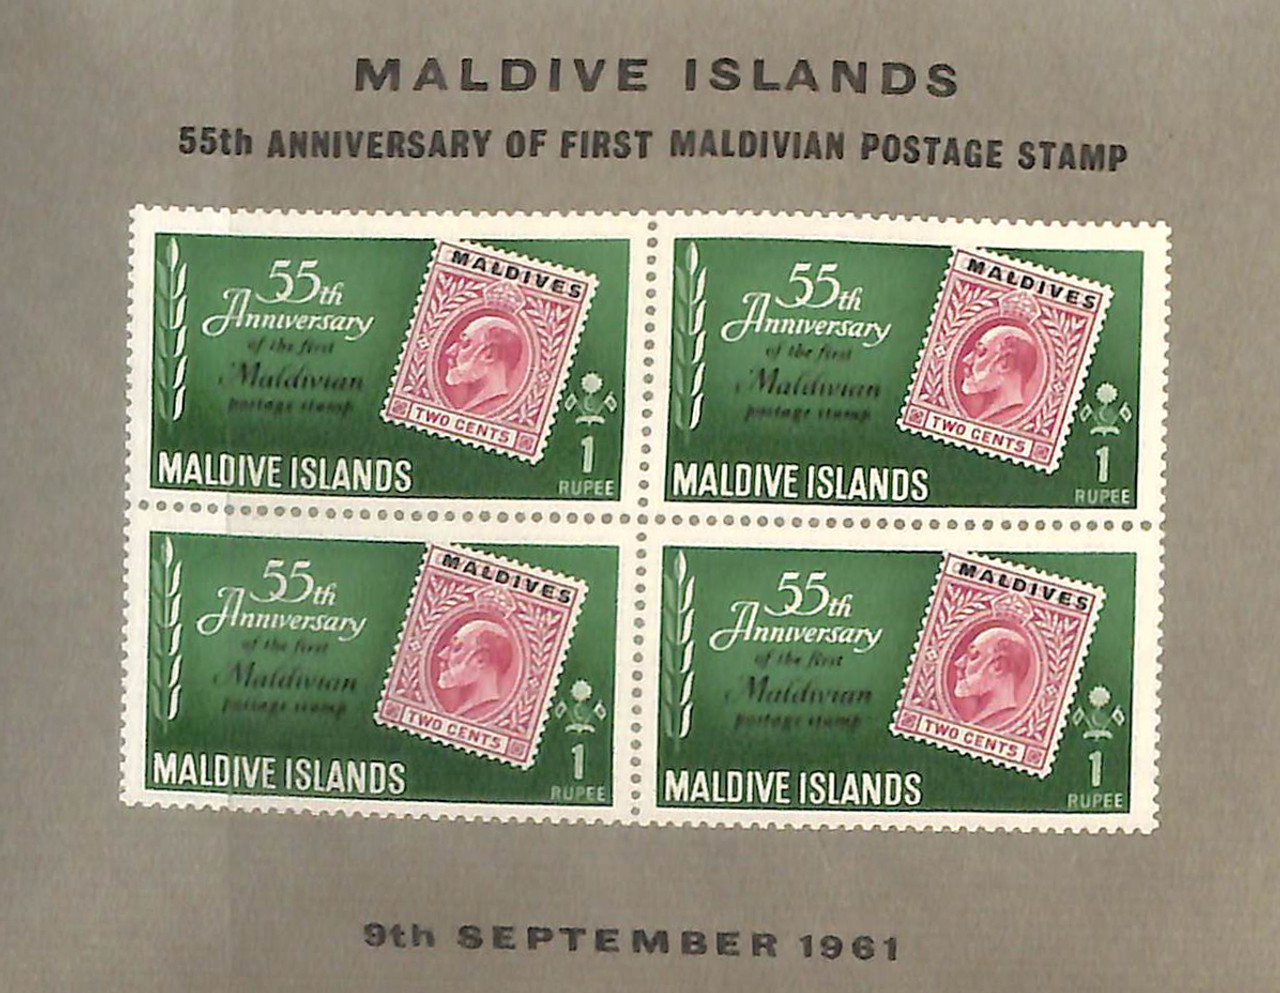 MALDIVE ISLANDS
55th ANNIVERSARY OF FIRST MALDIVIAN POSTAGE STAMP
55th
Anniversary
of the first
Maldivian
postage stamp
MALDIVES
TWO CENTS
1
RUPEE
MALDIVE ISLANDS
55th
Anniversary
of the first
Maldivian
postage stamp
MALDIVES
TWO CENTS
1
RUPEE
MALDIVE ISLANDS
55th
Anniversary
of the first
Maldivian
postage stamp
MALDIVES
TWO CENTS
1
RUPEE
MALDIVE ISLANDS
55th
Anniversary
of the first
Maldivian
postage stamp
MALDIVES
TWO CENTS
1
RUPEE
MALDIVE ISLANDS
9th SEPTEMBER 1961